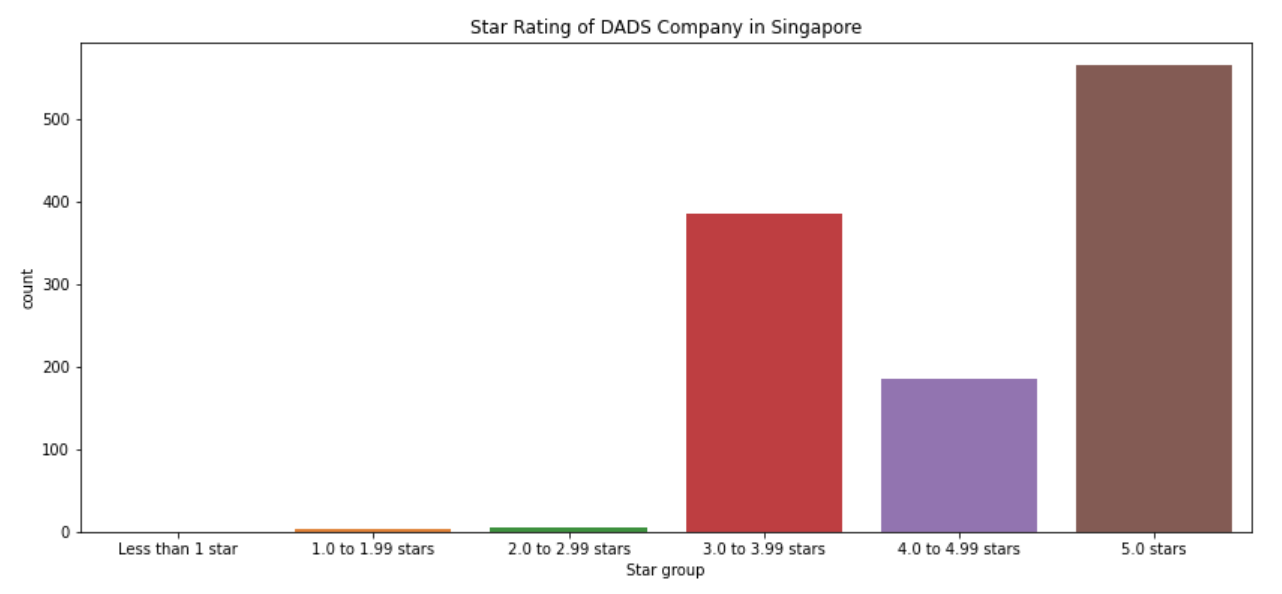 Star Rating of DADS Company in Singapore
500
400
300
200
100
0
count
Less than 1 star 1.0 to 1.99 stars 2.0 to 2.99 stars 3.0 to 3.99 stars 4.0 to 4.99 stars 5.0 stars
Star group